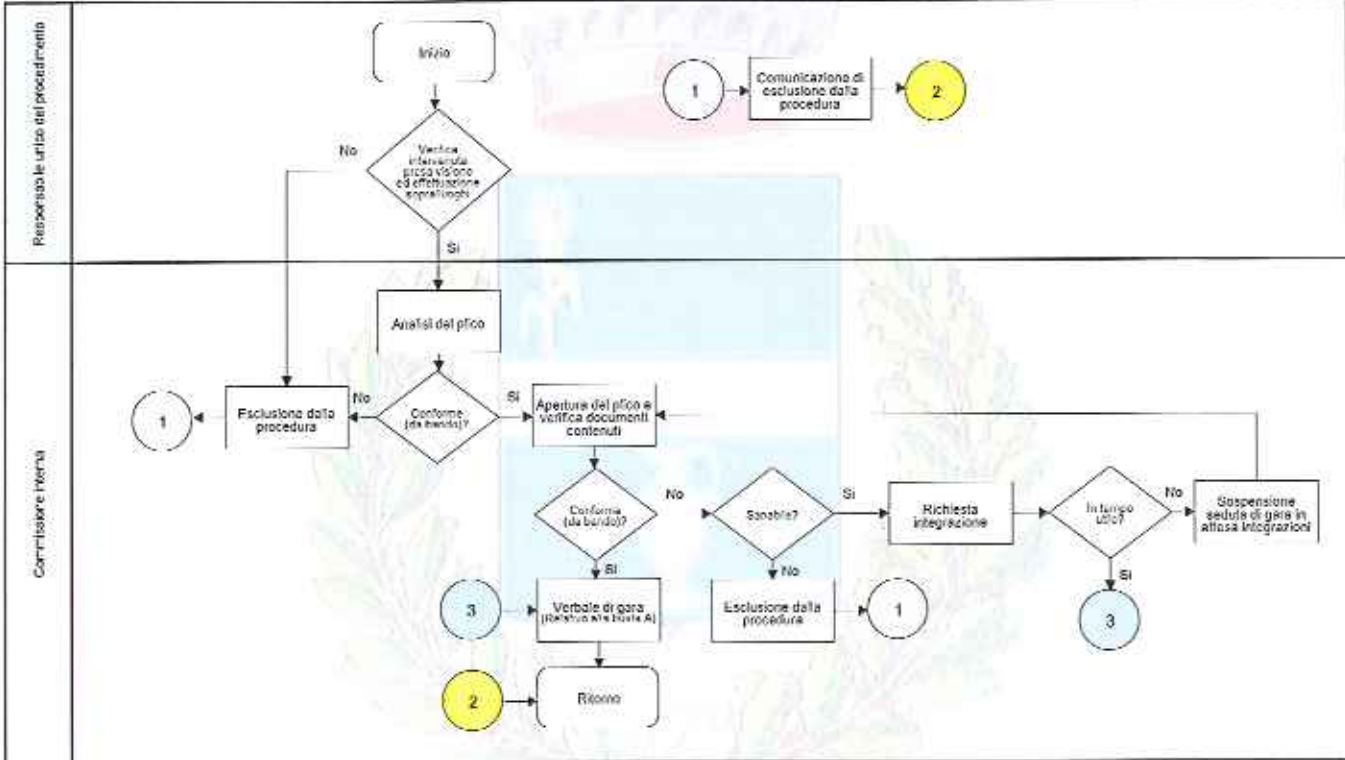 Responsabile unico del procedimento
Inizio
1
Comunicazione di
esclusione dalla
procedura
2
No
Verifica
intervenuta
presa visione
ed effettuazione
sopralluoghi
Si
Commissione interna
Analisi del plico
1
Esclusione dalla
procedura
No
Conforme
(da bando)?
Si
Apertura del plico e
verifica documenti
contenuti
Conforme
(da bando)?
No
Sanabile?
Si
Richiesta
integrazione
In tempo
utile?
No
Sospensione
seduta di gara in
attesa integrazioni
Si
No
Si
3
Verbale di gara
(Relativo alla busta A)
Esclusione dalla
procedura
1
3
2
Ritorno